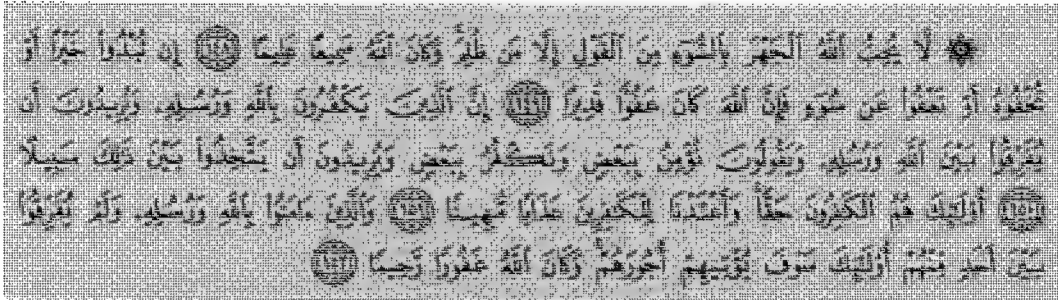 ۞ لَّا يُحِبُّ ٱللَّهُ ٱلْجَهْرَ بِٱلسُّوٓءِ مِنَ ٱلْقَوْلِ إِلَّا مَن ظُلِمَ وَكَانَ ٱللَّهُ سَمِيعًا عَلِيمًا ١٤٨ إِن تُبْدُوا۟ خَيْرًا أَوْ
تُخْفُوهُ أَوْ تَعْفُوا۟ عَن سُوٓءٍ فَإِنَّ ٱللَّهَ كَانَ عَفُوًّا قَدِيرًا ١٤٩ إِنَّ ٱلَّذِينَ يَكْفُرُونَ بِٱللَّهِ وَرُسُلِهِۦ وَيُرِيدُونَ أَن
يُفَرِّقُوا۟ بَيْنَ ٱللَّهِ وَرُسُلِهِۦ وَيَقُولُونَ نُؤْمِنُ بِبَعْضٍ وَنَكْفُرُ بِبَعْضٍ وَيُرِيدُونَ أَن يَتَّخِذُوا۟ بَيْنَ ذَٰلِكَ سَبِيلًا
١٥٠ أُو۟لَٰٓئِكَ هُمُ ٱلْكَٰفِرُونَ حَقًّا وَأَعْتَدْنَا لِلْكَٰفِرِينَ عَذَابًا مُّهِينًا ١٥١ وَٱلَّذِينَ ءَامَنُوا۟ بِٱللَّهِ وَرُسُلِهِۦ وَلَمْ يُفَرِّقُوا۟
بَيْنَ أَحَدٍ مِّنْهُمْ أُو۟لَٰٓئِكَ سَوْفَ يُؤْتِيهِمْ أُجُورَهُمْ وَكَانَ ٱللَّهُ غَفُورًا رَّحِيمًا ١٥٢